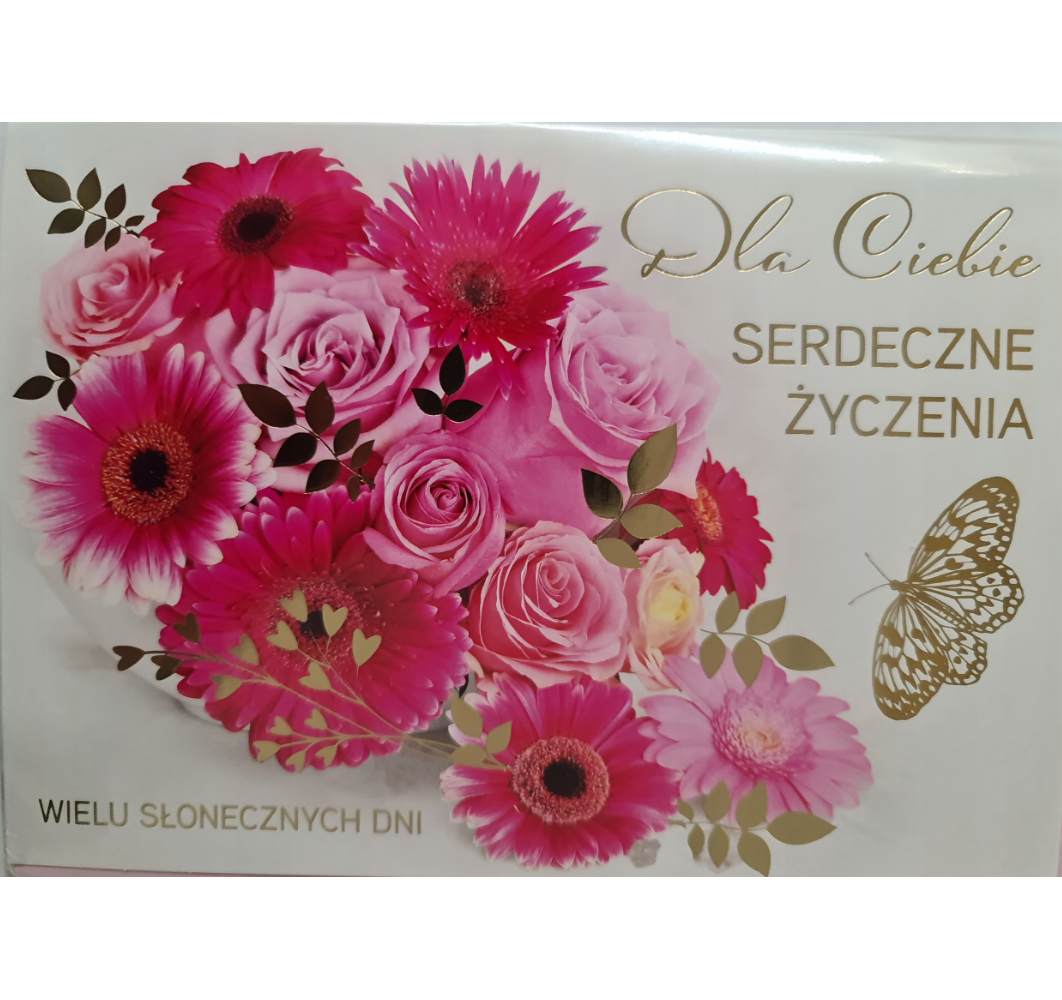 Dla Ciebie
SERDECZNE
ŻYCZENIA
WIELU SŁONECZNYCH DNI